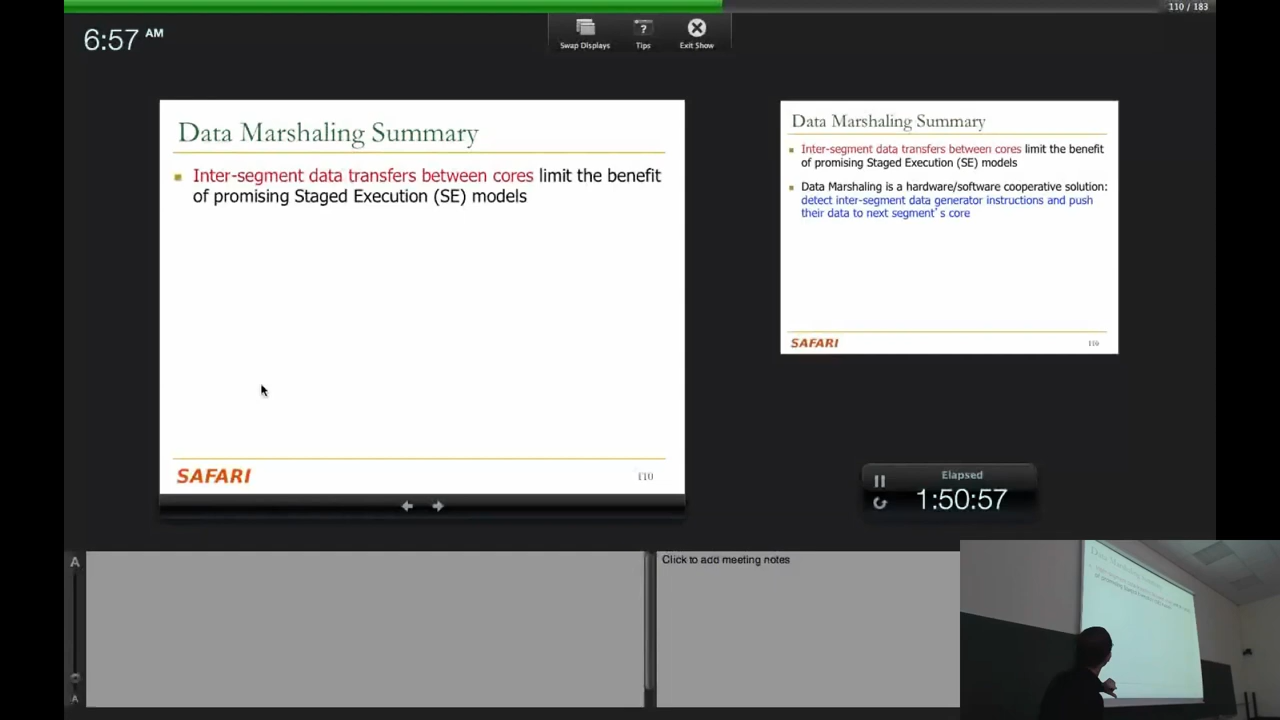 110 / 183
6:57 AM
Swap Displays
Tips
Exit Show
Data Marshaling Summary
Inter-segment data transfers between cores limit the benefit
of promising Staged Execution (SE) models
SAFARI
110
Data Marshaling Summary
Inter-segment data transfers between cores limit the benefit
of promising Staged Execution (SE) models
Data Marshaling is a hardware/software cooperative solution:
detect inter-segment data generator instructions and push
their data to next segment's core
SAFARI
110
Elapsed
1:50:57
A
A
Click to add meeting notes
Data Marshaling Summary